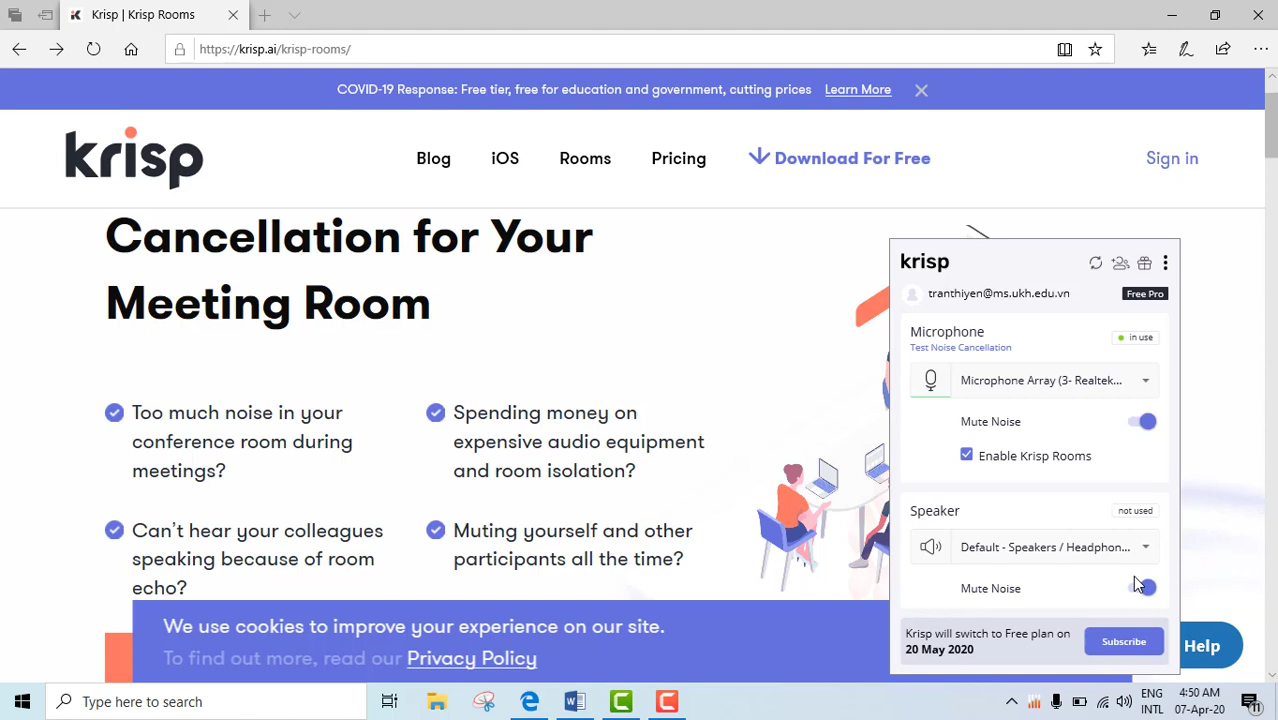 Krisp | Krisp Rooms
https://krisp.ai/krisp-rooms/
COVID-19 Response: Free tier, free for education and government, cutting prices Learn More
krisp
Blog iOS Rooms Pricing Download For Free Sign in
Cancellation for Your
Meeting Room
Too much noise in your
conference room during
meetings?
Spending money on
expensive audio equipment
and room isolation?
Can't hear your colleagues
speaking because of room
echo?
Muting yourself and other
participants all the time?
We use cookies to improve your experience on our site.
To find out more, read our Privacy Policy
krisp
tranthiyen@ms.ukh.edu.vn Free Pro
Microphone in use
Test Noise Cancellation
Microphone Array (3- Realtek...
Mute Noise
Enable Krisp Rooms
Speaker not used
Default - Speakers / Headphon...
Mute Noise
Krisp will switch to Free plan on
20 May 2020
Subscribe
Help
Type here to search
ENG
INTL
4:50 AM
07-Apr-20
11